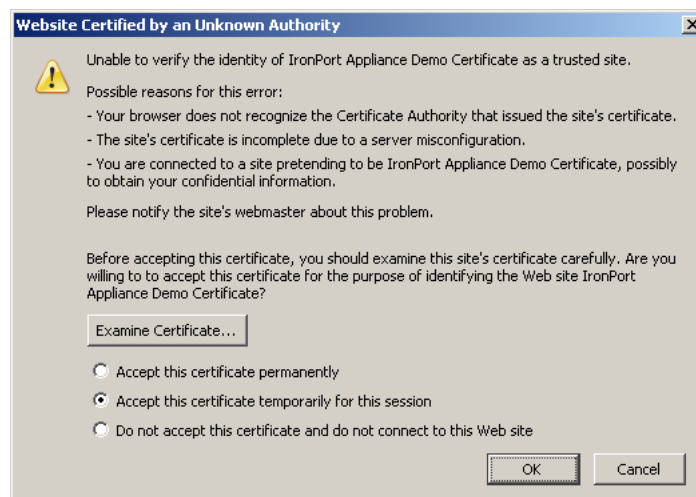 Website Certified by an Unknown Authority
Unable to verify the identity of IronPort Appliance Demo Certificate as a trusted site.
Possible reasons for this error:
- Your browser does not recognize the Certificate Authority that issued the site's certificate.
- The site's certificate is incomplete due to a server misconfiguration.
- You are connected to a site pretending to be IronPort Appliance Demo Certificate, possibly
to obtain your confidential information.
Please notify the site's webmaster about this problem.
Before accepting this certificate, you should examine this site's certificate carefully. Are you
willing to to accept this certificate for the purpose of identifying the Web site IronPort
Appliance Demo Certificate?
Examine Certificate...
Accept this certificate permanently
Accept this certificate temporarily for this session
Do not accept this certificate and do not connect to this Web site
OK Cancel